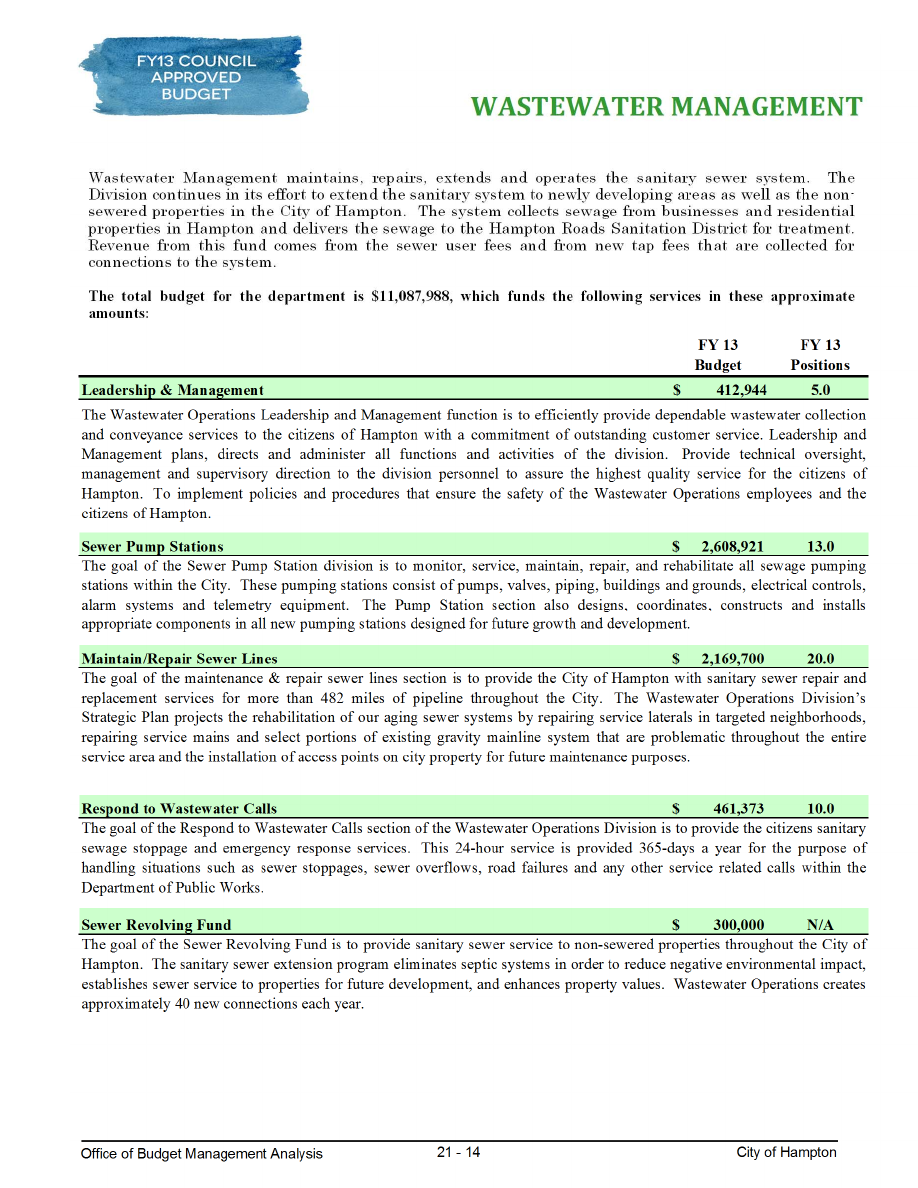 FY13 COUNCIL
APPROVED
BUDGET
WASTEWATER MANAGEMENT
Wastewater Management maintains, repairs, extends and operates the sanitary sewer system. The
Division continues in its effort to extend the sanitary system to newly developing areas as well as the non-
sewered properties in the City of Hampton. The system collects sewage from businesses and residential
properties in Hampton and delivers the sewage to the Hampton Roads Sanitation District for treatment.
Revenue from this fund comes from the sewer user fees and from new tap fees that are collected for
connections to the system.
The total budget for the department is $11,087,988, which funds the following services in these approximate
amounts:
FY 13 FY 13
Budget Positions
Leadership & Management $ 412,944 5.0
The Wastewater Operations Leadership and Management function is to efficiently provide dependable wastewater collection
and conveyance services to the citizens of Hampton with a commitment of outstanding customer service. Leadership and
Management plans, directs and administer all functions and activities of the division. Provide technical oversight,
management and supervisory direction to the division personnel to assure the highest quality service for the citizens of
Hampton. To implement policies and procedures that ensure the safety of the Wastewater Operations employees and the
citizens of Hampton.
Sewer Pump Stations $ 2,608,921 13.0
The goal of the Sewer Pump Station division is to monitor, service, maintain, repair, and rehabilitate all sewage pumping
stations within the City. These pumping stations consist of pumps, valves, piping, buildings and grounds, electrical controls,
alarm systems and telemetry equipment. The Pump Station section also designs, coordinates, constructs and installs
appropriate components in all new pumping stations designed for future growth and development.
Maintain/Repair Sewer Lines $ 2,169,700 20.0
The goal of the maintenance & repair sewer lines section is to provide the City of Hampton with sanitary sewer repair and
replacement services for more than 482 miles of pipeline throughout the City. The Wastewater Operations Division’s
Strategic Plan projects the rehabilitation of our aging sewer systems by repairing service laterals in targeted neighborhoods,
repairing service mains and select portions of existing gravity mainline system that are problematic throughout the entire
service area and the installation of access points on city property for future maintenance purposes.
Respond to Wastewater Calls $ 461,373 10.0
The goal of the Respond to Wastewater Calls section of the Wastewater Operations Division is to provide the citizens sanitary
sewage stoppage and emergency response services. This 24-hour service is provided 365-days a year for the purpose of
handling situations such as sewer stoppages, sewer overflows, road failures and any other service related calls within the
Department of Public Works.
Sewer Revolving Fund $ 300,000 N/A
The goal of the Sewer Revolving Fund is to provide sanitary sewer service to non-sewered properties throughout the City of
Hampton. The sanitary sewer extension program eliminates septic systems in order to reduce negative environmental impact,
establishes sewer service to properties for future development, and enhances property values. Wastewater Operations creates
approximately 40 new connections each year.
Office of Budget Management Analysis 21 - 14 City of Hampton